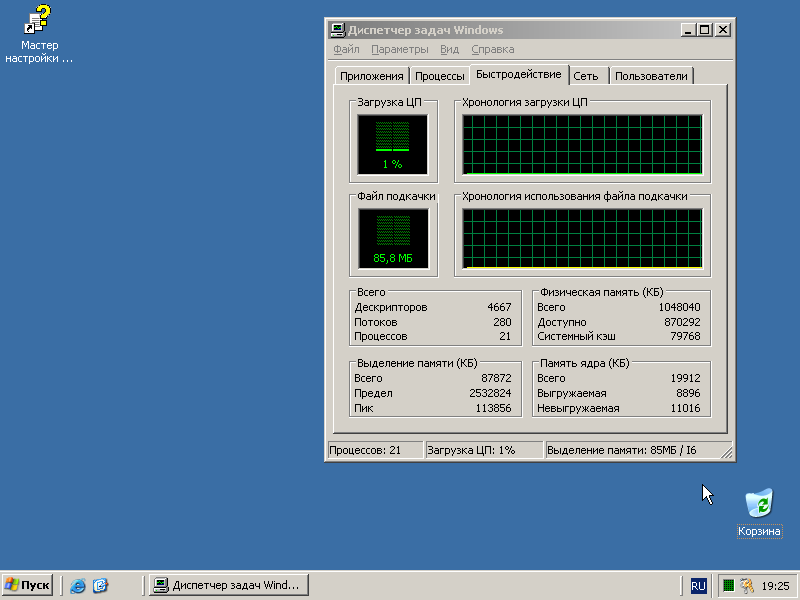 Мастер
настройки ...
Диспетчер задач Windows
Файл Параметры Вид Справка
Приложения Процессы Быстродействие Сеть Пользователи
Загрузка ЦП
1 %
Хронология загрузки ЦП
Файл подкачки
85,8 МБ
Хронология использования файла подкачки
Всего
Дескрипторов 4667
Потоков 280
Процессов 21
Физическая память (КБ)
Всего 1048040
Доступно 870292
Системный кэш 79768
Выделение памяти (КБ)
Всего 87872
Предел 2532824
Пик 113856
Память ядра (КБ)
Всего 19912
Выгружаемая 8896
Невыгружаемая 11016
Процессов: 21 Загрузка ЦП: 1% Выделение памяти: 85МБ / I6
Корзина
Пуск Диспетчер задач Wind... RU 19:25